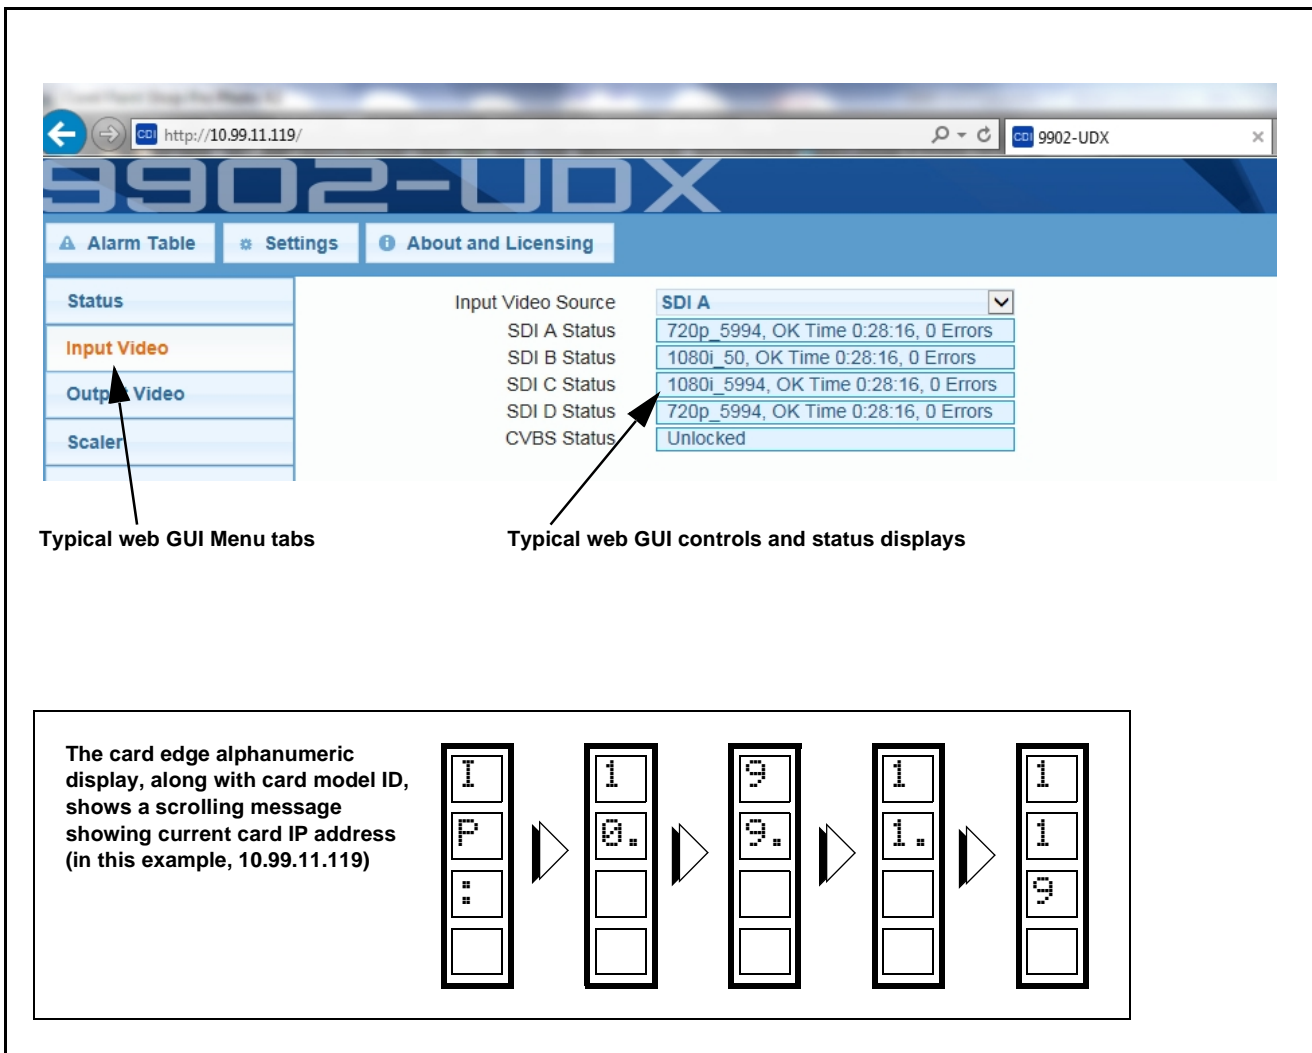 http://10.99.11.119/
CDI 9902-UDX
9902-UDX
Alarm Table
Settings
About and Licensing
Status
Input Video
Output Video
Scaler
Input Video Source SDI A
SDI A Status 720p_5994, OK Time 0:28:16, 0 Errors
SDI B Status 1080i_50, OK Time 0:28:16, 0 Errors
SDI C Status 1080i_5994, OK Time 0:28:16, 0 Errors
SDI D Status 720p_5994, OK Time 0:28:16, 0 Errors
CVBS Status Unlocked
Typical web GUI Menu tabs
Typical web GUI controls and status displays
The card edge alphanumeric
display, along with card model ID,
shows a scrolling message
showing current card IP address
(in this example, 10.99.11.119)
I
P
:
1
0.
9
9.
1
1.
1
1
9